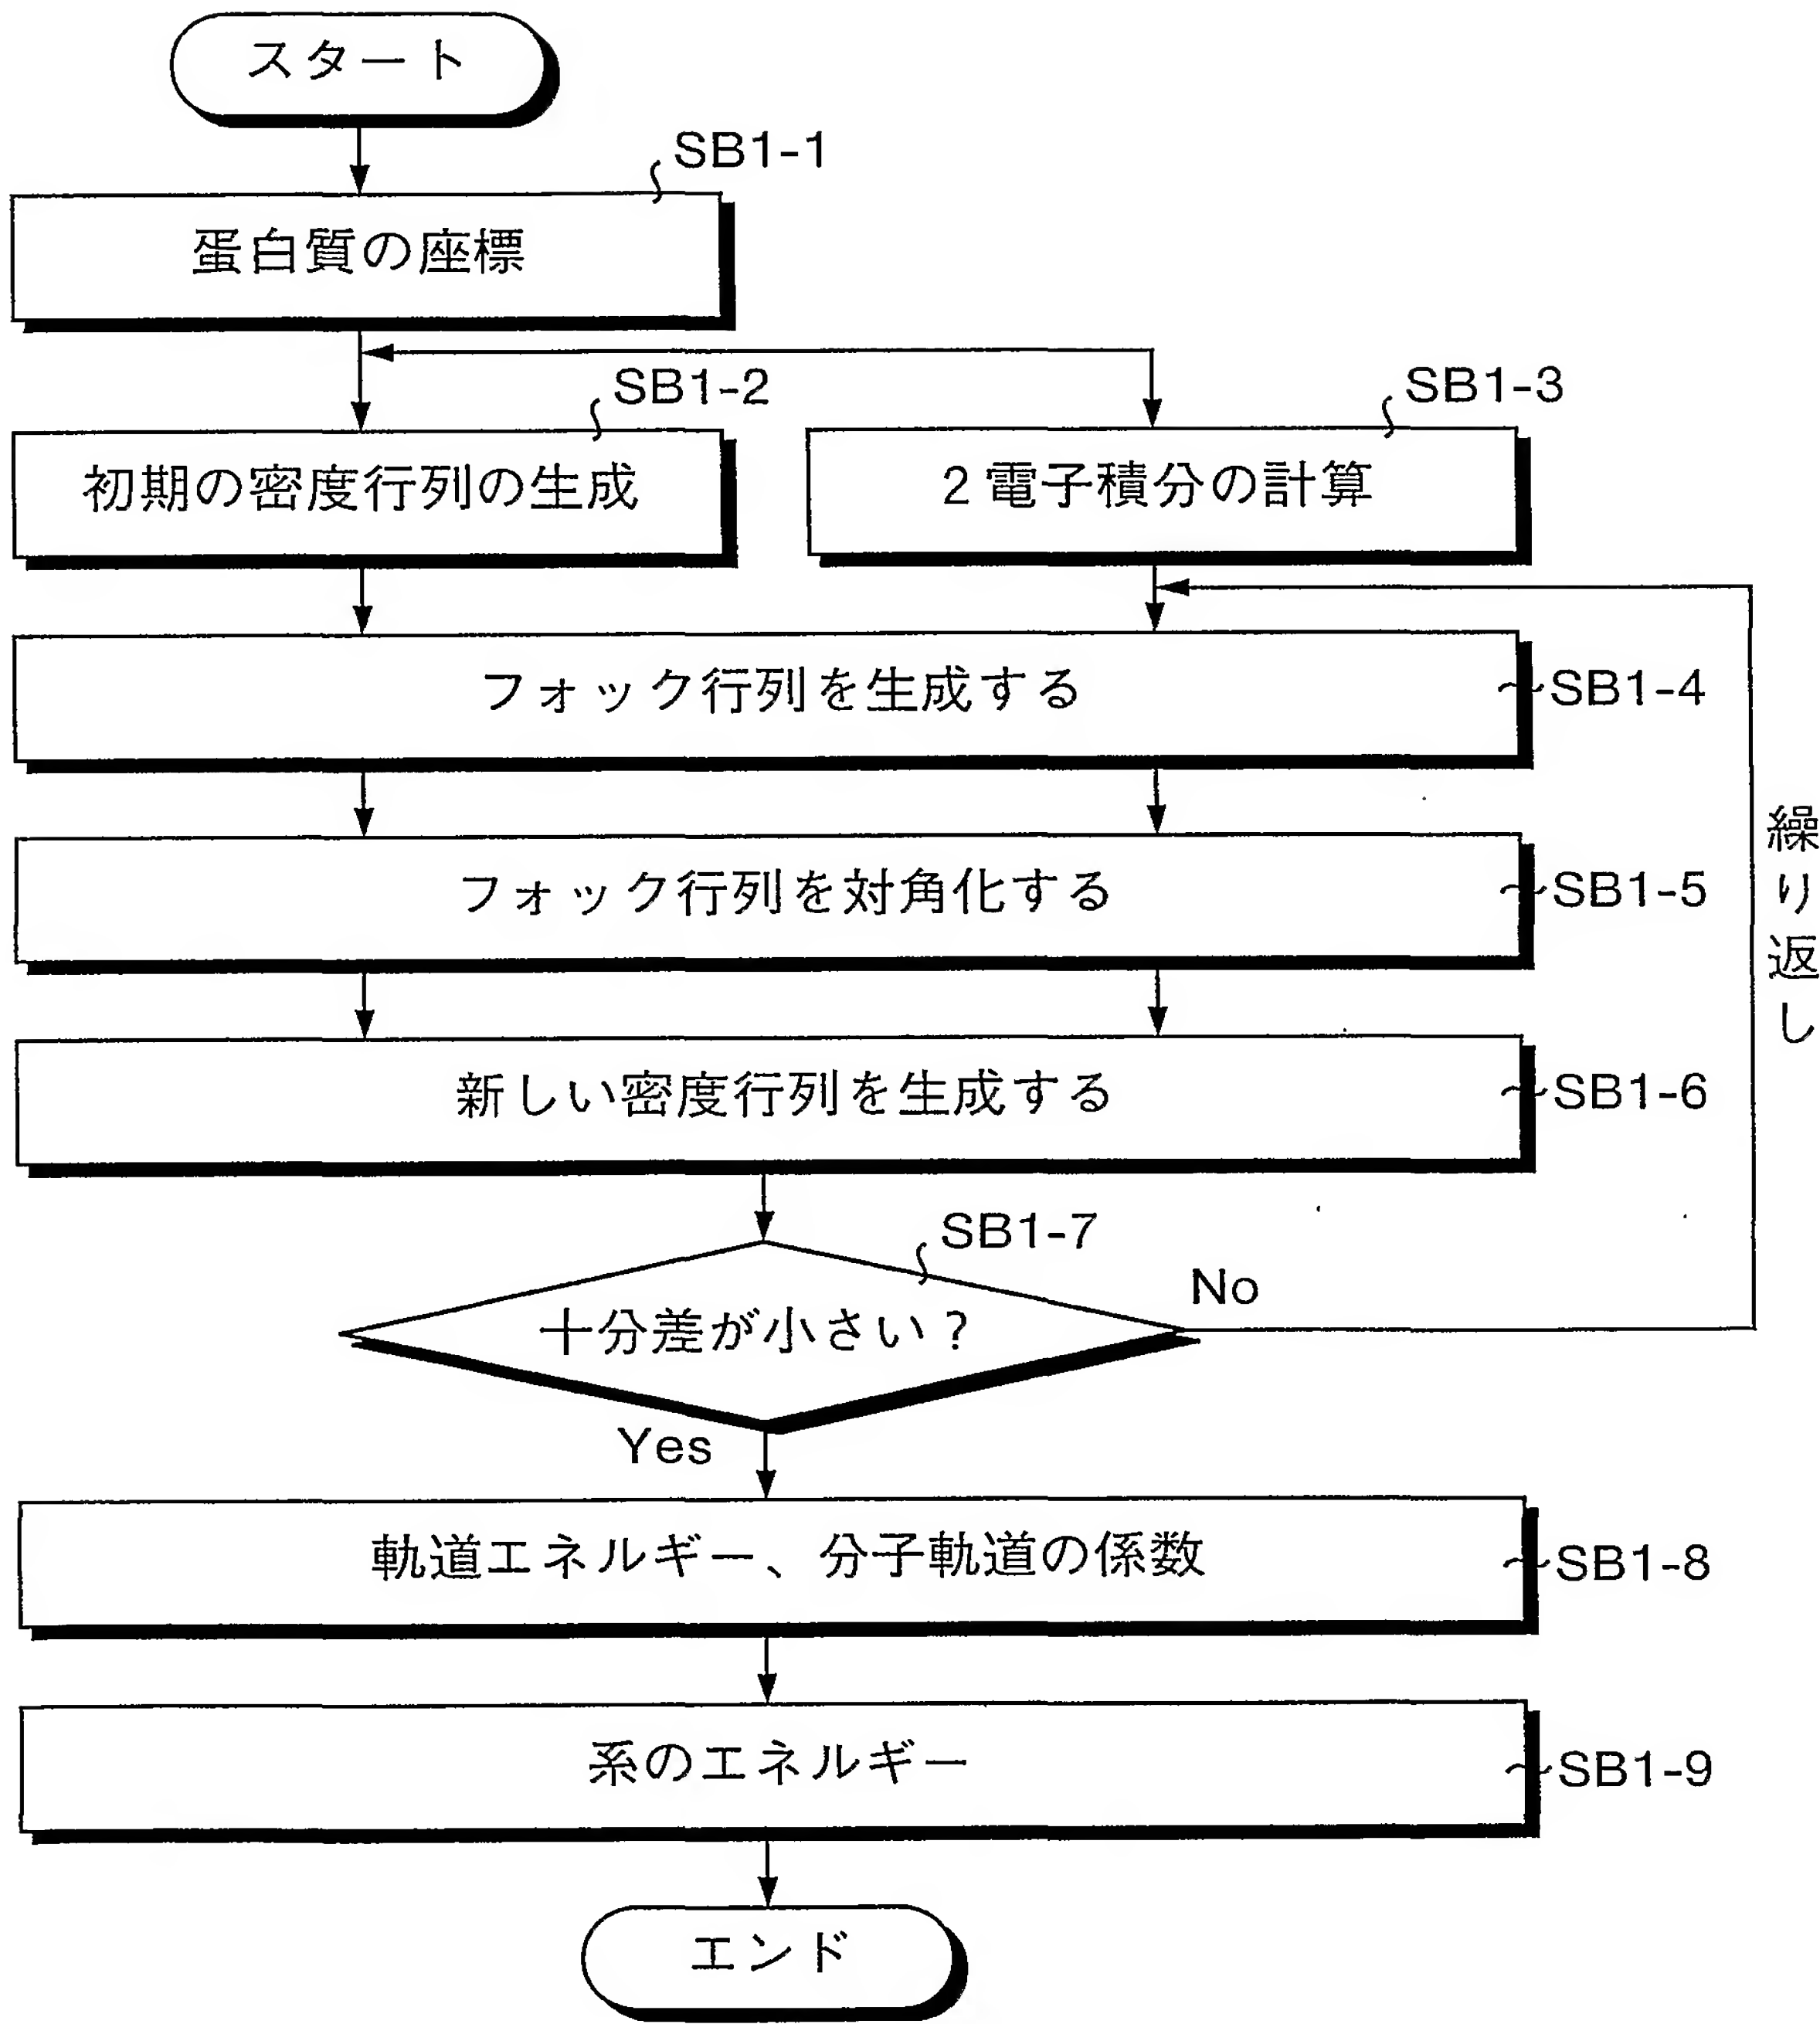 スタート
SB1-1
蛋白質の座標
SB1-2
SB1-3
初期の密度行列の生成
2電子積分の計算
フォック行列を生成する
SB1-4
フォック行列を対角化する
SB1-5
繰り返し
新しい密度行列を生成する
SB1-6
SB1-7
No
十分差が小さい?
Yes
軌道エネルギー、分子軌道の係数
SB1-8
系のエネルギー
SB1-9
エンド